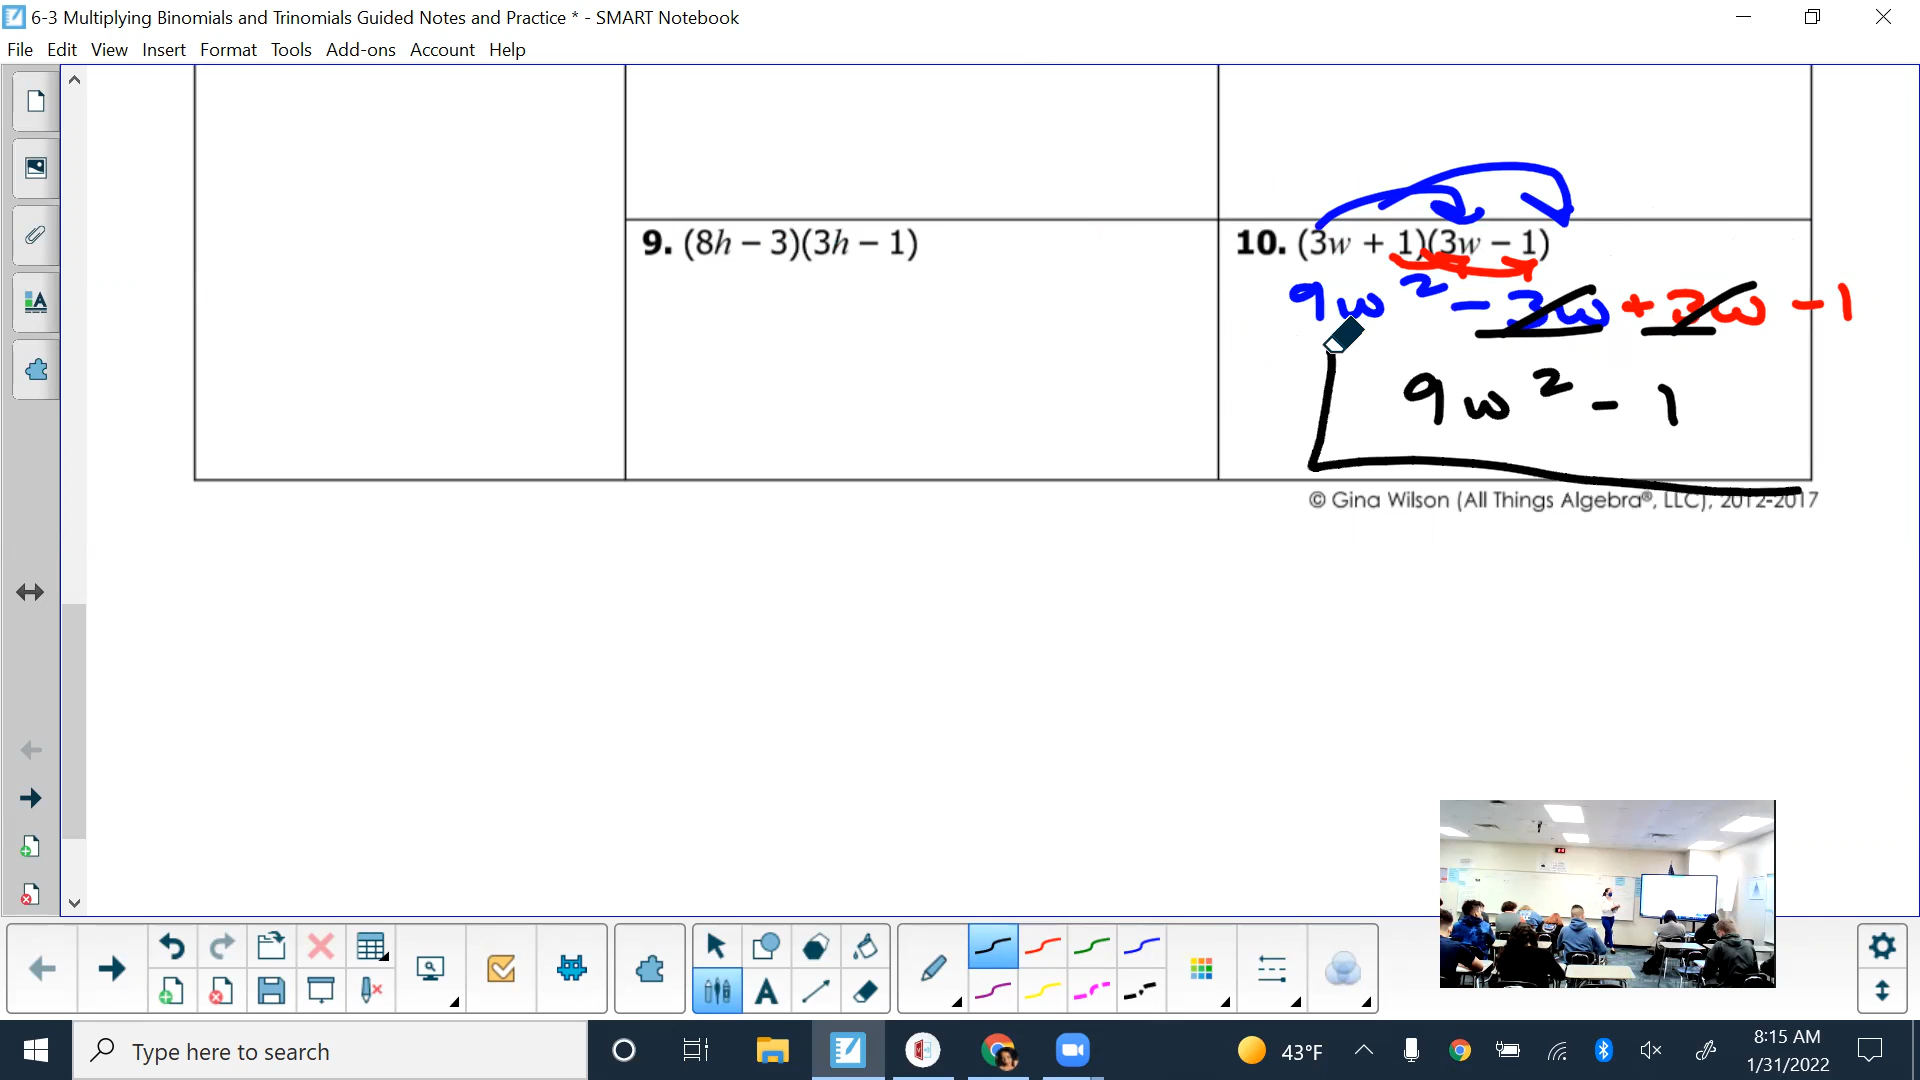 6-3 Multiplying Binomials and Trinomials Guided Notes and Practice * - SMART Notebook
File Edit View Insert Format Tools Add-ons Account Help
9. (8h – 3)(3h – 1)
10. (3w + 1)(3w – 1)
9w² - 3w + 3w - 1
9w² - 1
© Gina Wilson (All Things Algebra®, LLC), 2012-2017
Type here to search
43°F
8:15 AM
1/31/2022